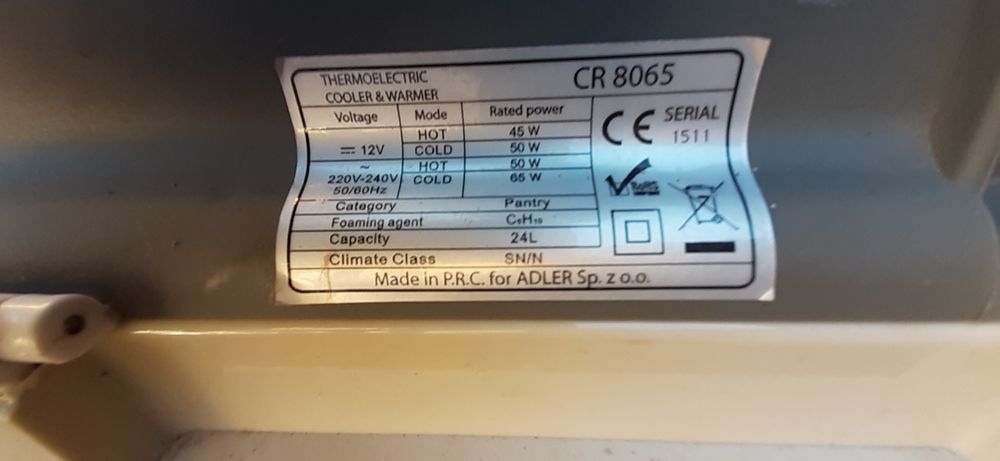 THERMOELECTRIC
COOLER & WARMER
CR 8065
Voltage Mode Rated power
12V HOT 45 W
COLD 50 W
~ 220V-240V 50/60Hz HOT 50 W
COLD 65 W
Category Pantry
Foaming agent
Capacity 24L
Climate Class SN/N
CE
SERIAL
1511
RoHS
Made in P.R.C. for ADLER Sp. z o.o.